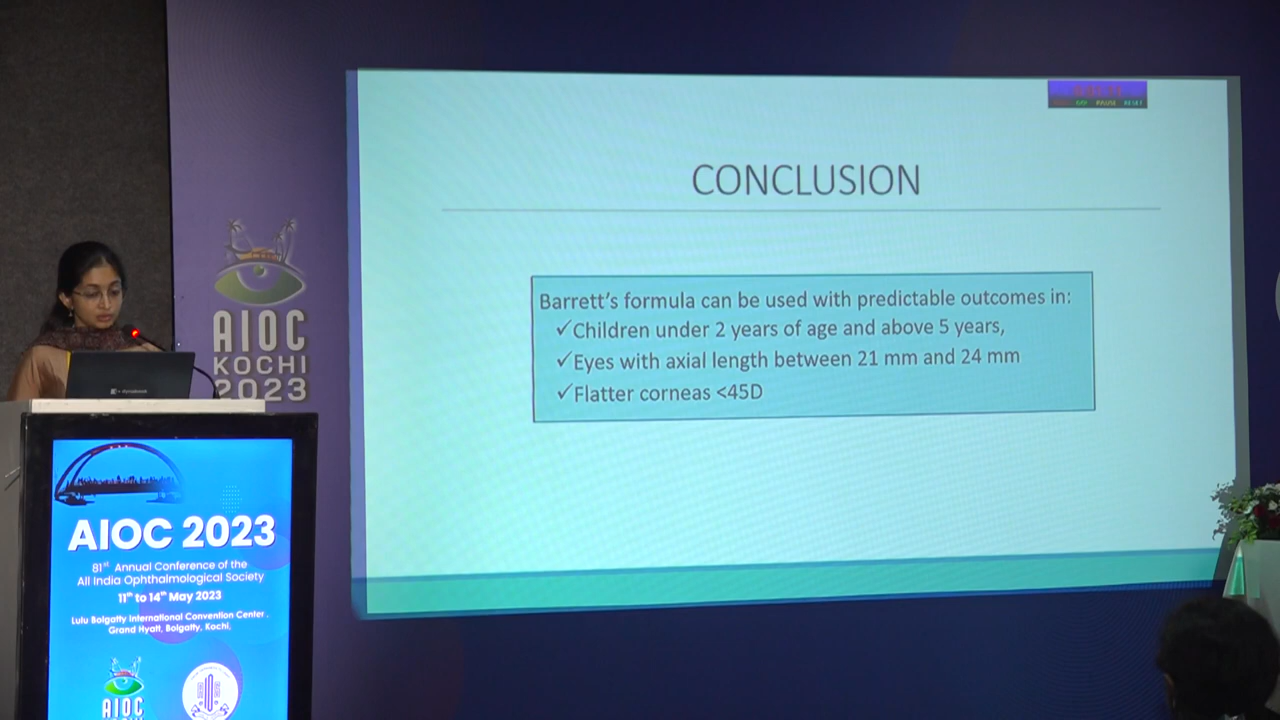 CONCLUSION
Barrett's formula can be used with predictable outcomes in:
✓Children under 2 years of age and above 5 years,
✓Eyes with axial length between 21 mm and 24 mm
✓Flatter corneas <45D
PAUSE
AIOC
KOCHI
2023
AIOC 2023
81st Annual Conference of the
All India Ophthalmological Society
11th to 14th May 2023
Lulu Bolgatty International Convention Center,
Grand Hyatt, Bolgatty, Kochi.
AIOC